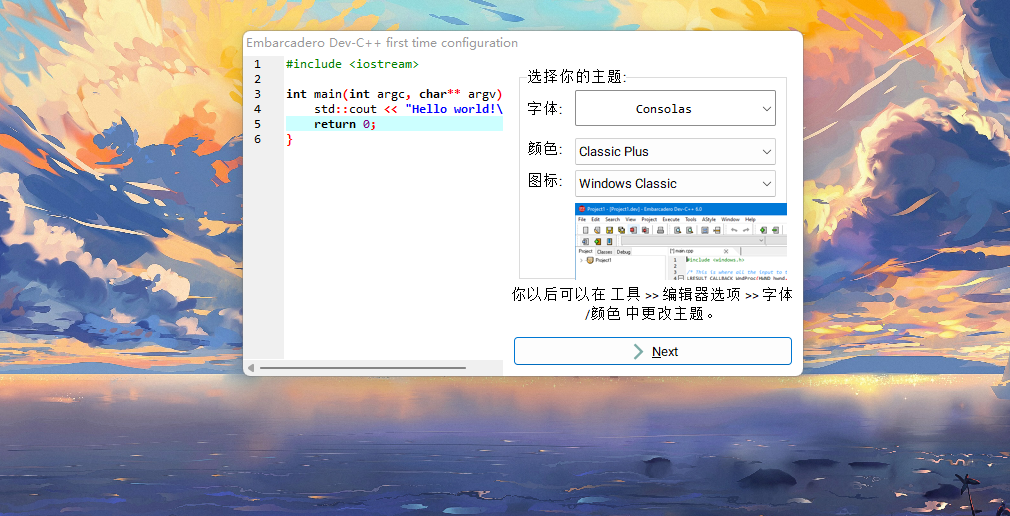 Embarcadero Dev-C++ first time configuration
1 #include <iostream>
2
3 int main(int argc, char** argv)
4 std::cout << "Hello world!\
5 return 0;
6 }
选择你的主题:
字体: Consolas
颜色: Classic Plus
图标: Windows Classic
Project1 - [Project1.dev] - Embarcadero Dev-C++ 6.0
File Edit Search View Project Execute Tools AStyle Window Help
Project Classes Debug
main.cpp
Project1
1 #include <windows.h>
2
3 /* This is where all the input to t
4 LRESULT CALLBACK WndProc(HWND hwnd,
你以后可以在 工具 >> 编辑器选项 >> 字体
/颜色 中更改主题。
Next